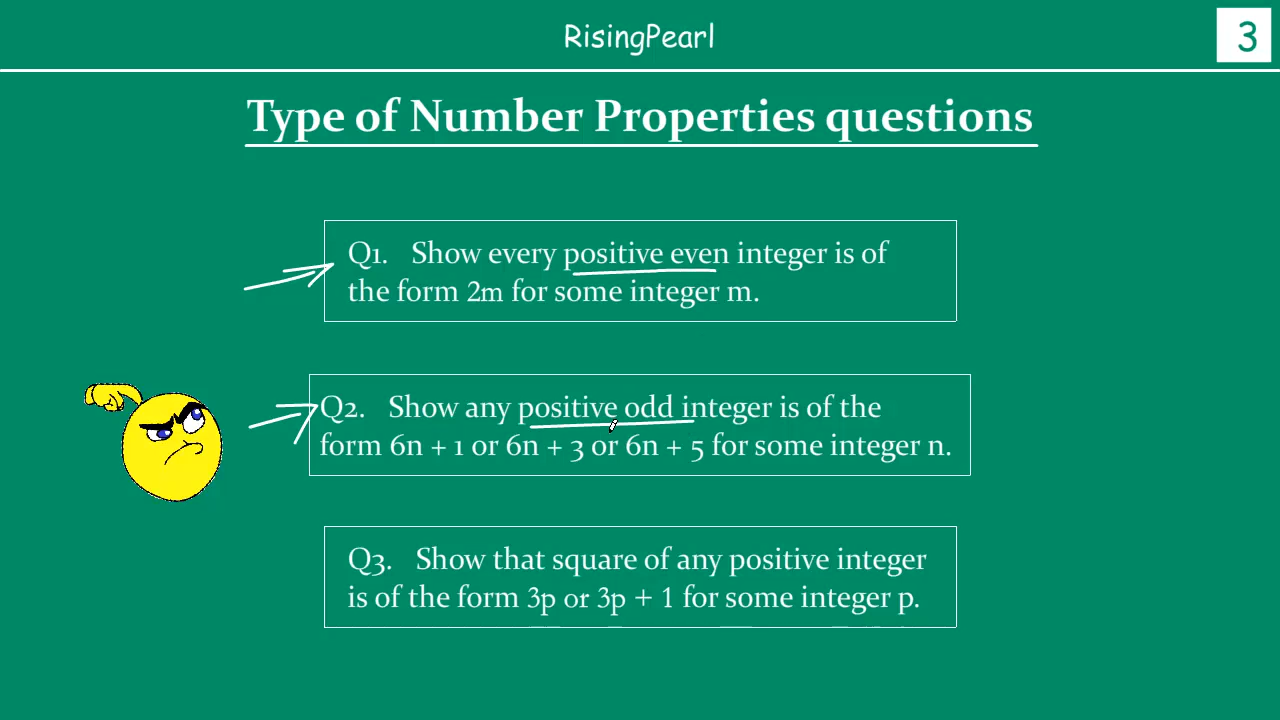 RisingPearl
3
Type of Number Properties questions
Q1. Show every positive even integer is of
the form 2m for some integer m.
Q2. Show any positive odd integer is of the
form 6n + 1 or 6n + 3 or 6n + 5 for some integer n.
Q3. Show that square of any positive integer
is of the form 3p or 3p + 1 for some integer p.